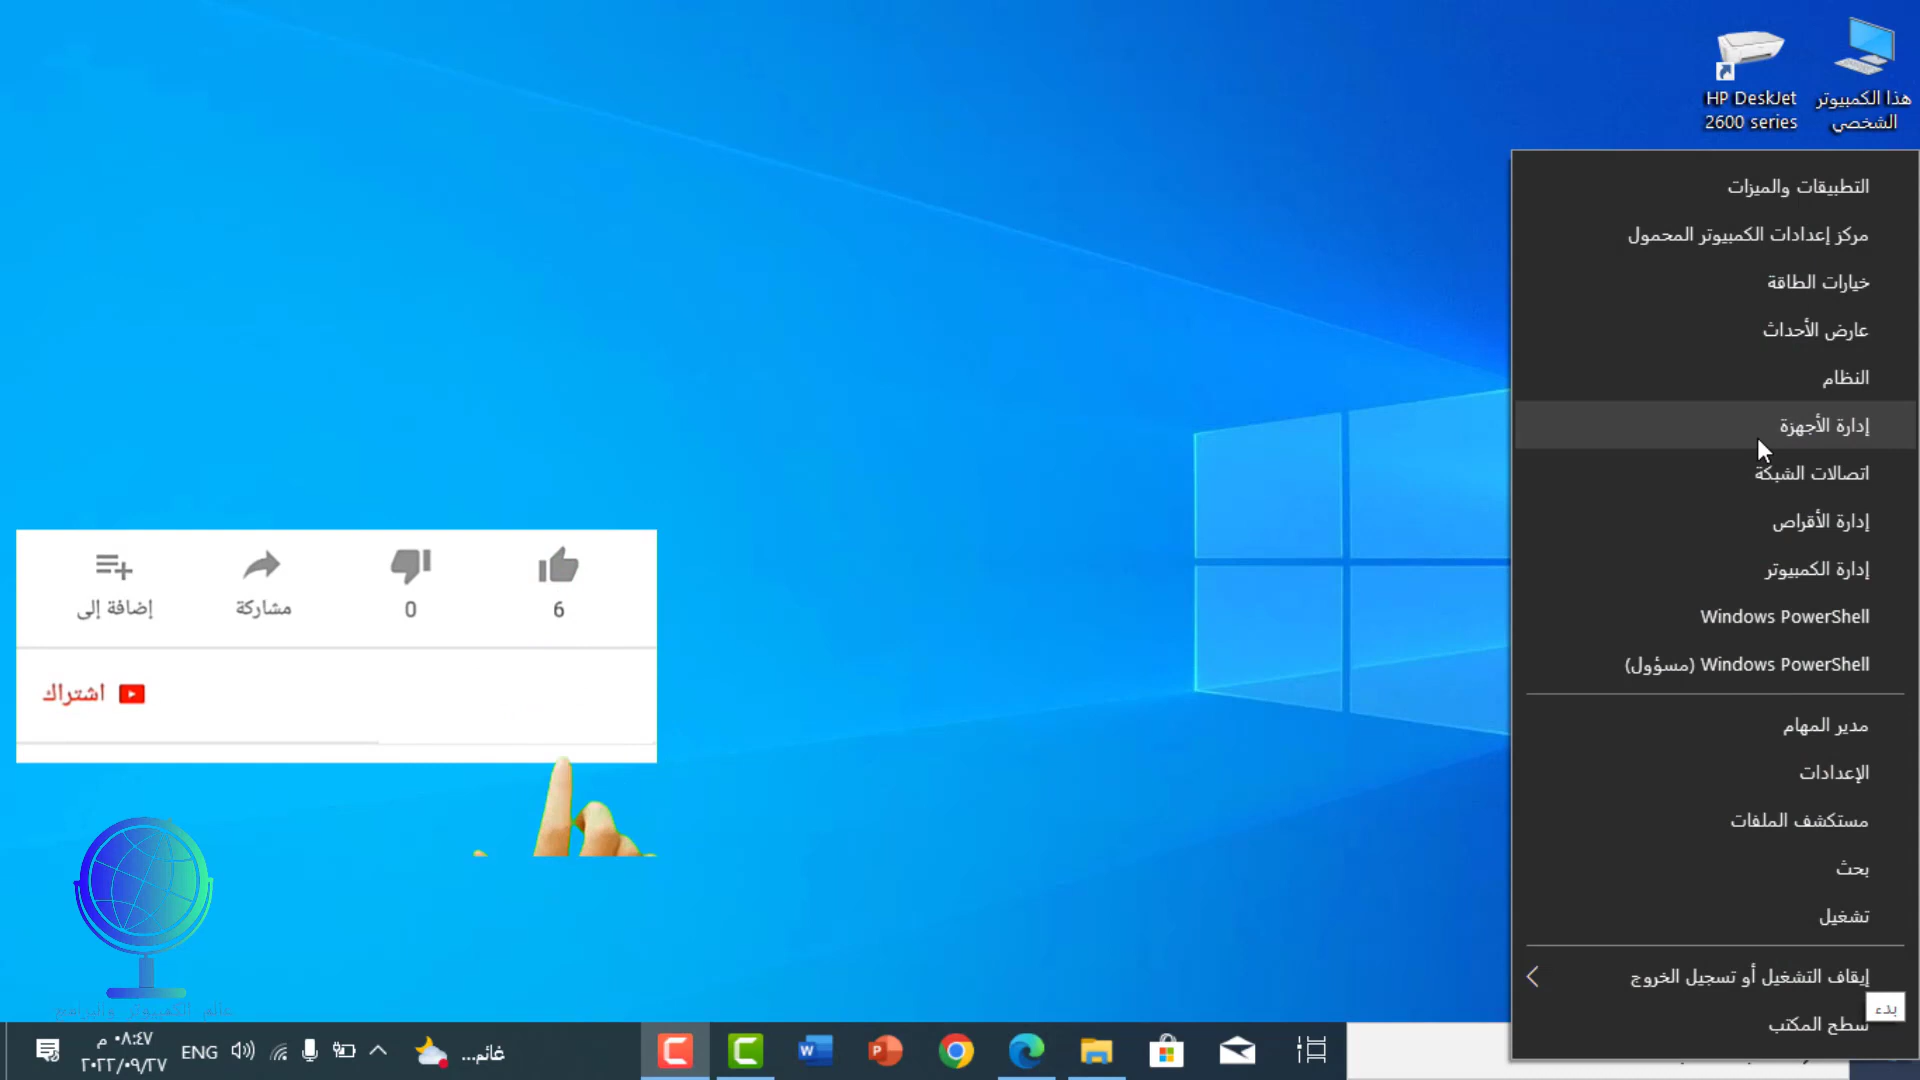 هذا الكمبيوتر الشخصي
HP DeskJet
2600 series
التطبيقات والميزات
مركز إعدادات الكمبيوتر المحمول
خيارات الطاقة
عارض الأحداث
النظام
إدارة الأجهزة
اتصالات الشبكة
إدارة الأقراص
إدارة الكمبيوتر
Windows PowerShell
Windows PowerShell (مسؤول)
مدير المهام
الإعدادات
مستكشف الملفات
بحث
تشغيل
إيقاف التشغيل أو تسجيل الخروج
سطح المكتب
بدء
6
0
مشاركة
إضافة إلى
اشتراك
عالم الكمبيوتر والبرامج
غائم...
ENG
٠٨:٤٧ م
٢٠٢٢/٠٩/٢٧